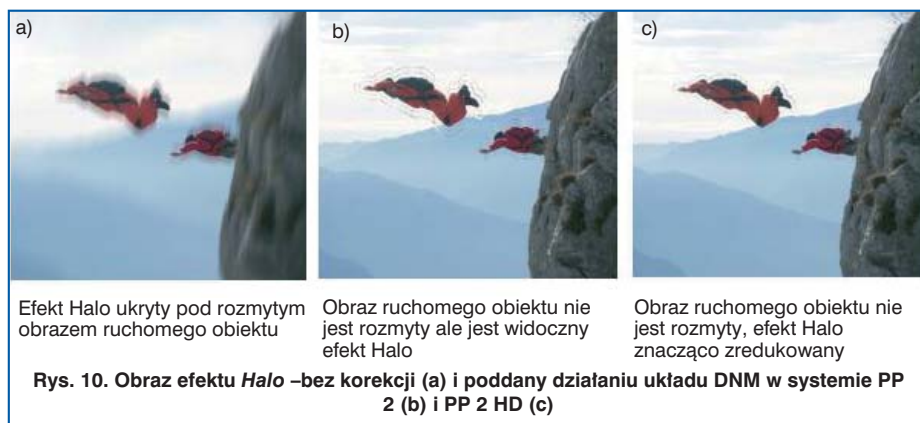 a)
b)
c)
Efekt Halo ukryty pod rozmytym
obrazem ruchomego obiektu
Obraz ruchomego obiektu nie
jest rozmyty ale jest widoczny
efekt Halo
Obraz ruchomego obiektu nie
jest rozmyty, efekt Halo
znacząco zredukowany
Rys. 10. Obraz efektu Halo –bez korekcji (a) i poddany działaniu układu DNM w systemie PP
2 (b) i PP 2 HD (c)